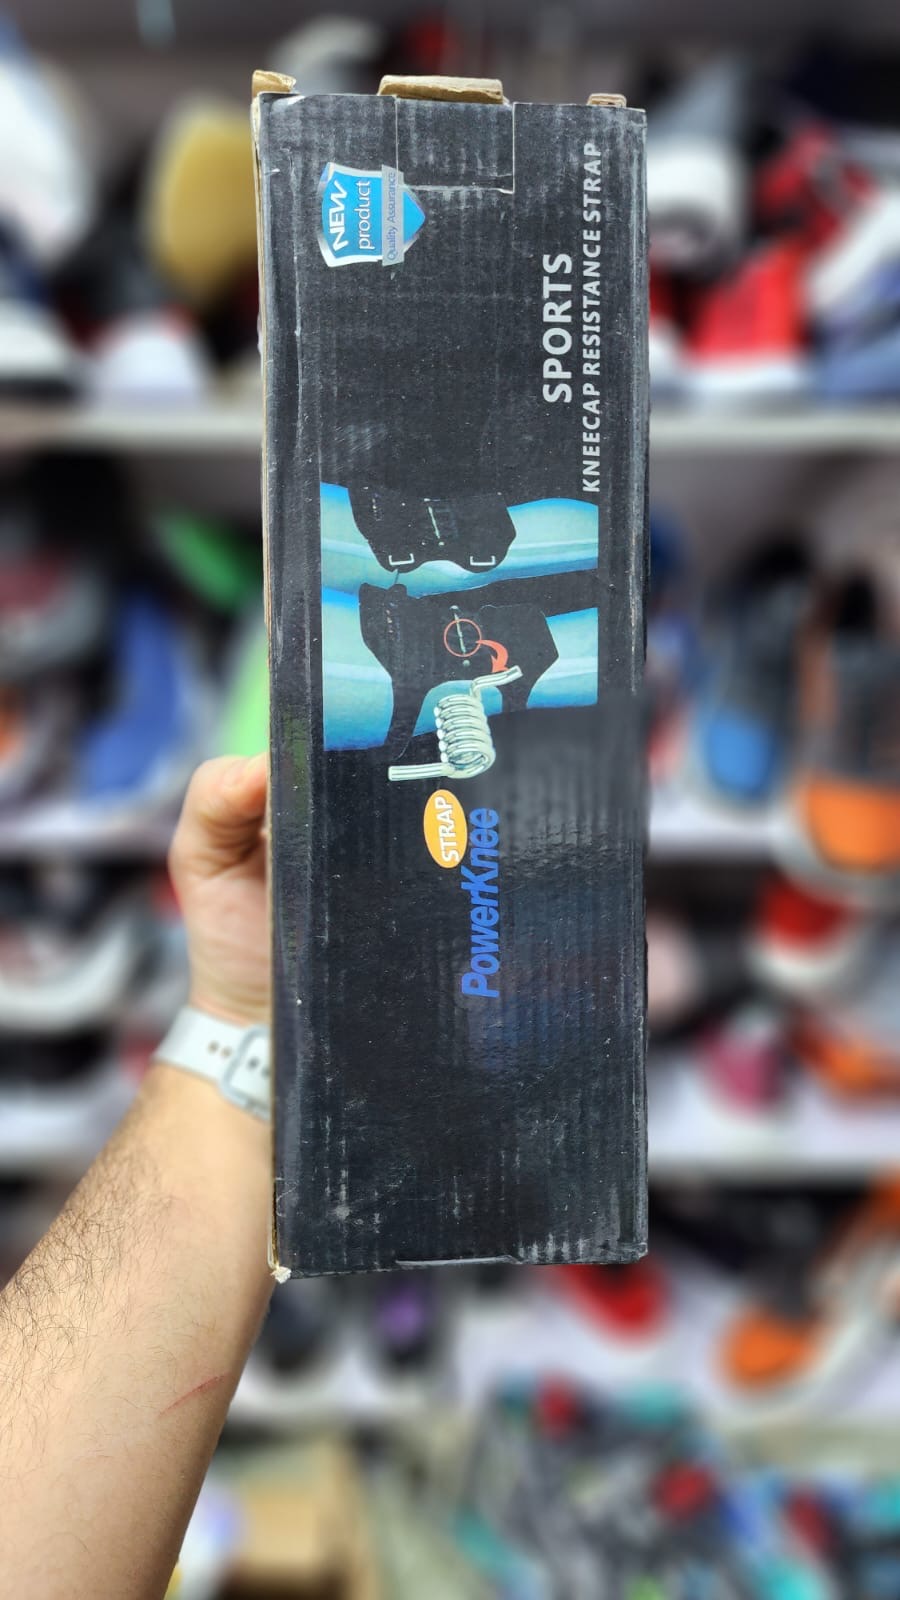 NEW
product
Quality Assurance
SPORTS
KNEECAP RESISTANCE STRAP
STRAP
PowerKnee